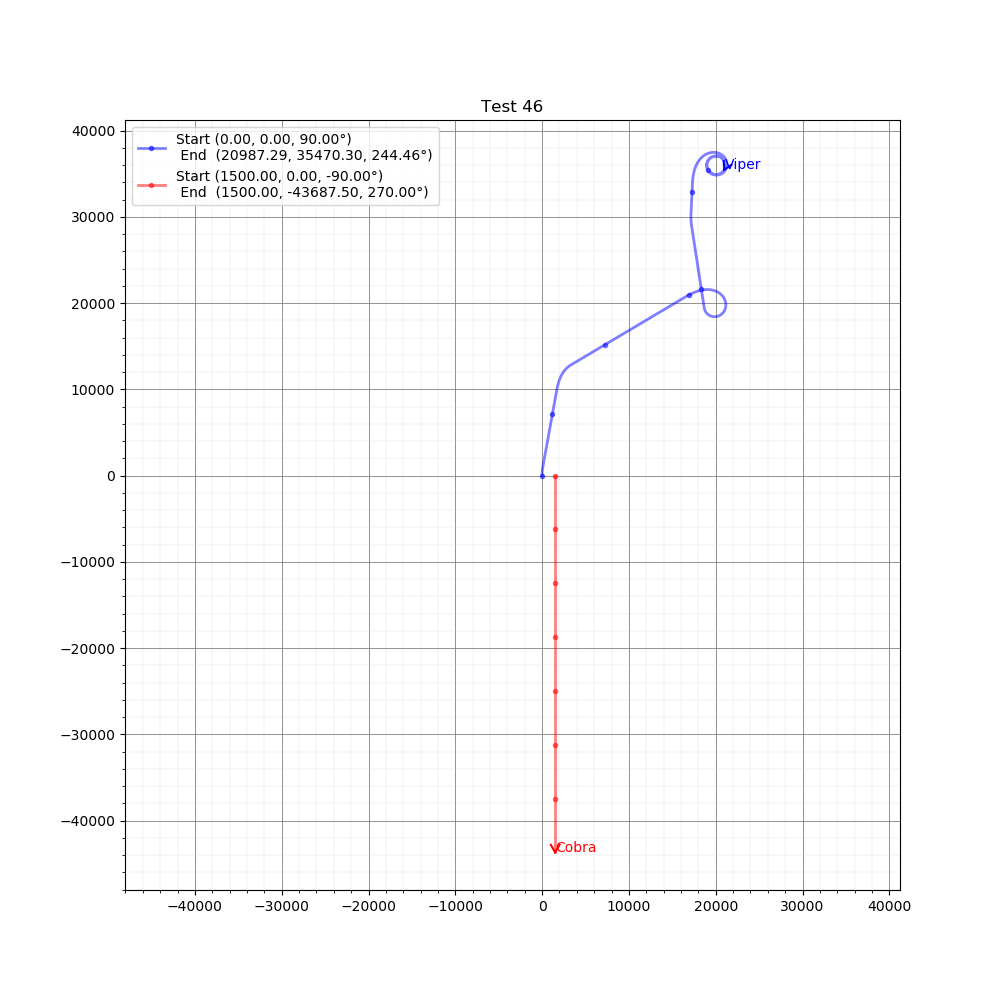 Test 46
Start (0.00, 0.00, 90.00°)
End (20987.29, 35470.30, 244.46°)
Start (1500.00, 0.00, -90.00°)
End (1500.00, -43687.50, 270.00°)
Viper
Cobra
40000
30000
20000
10000
0
−10000
−20000
−30000
−40000
−40000 −30000 −20000 −10000 0 10000 20000 30000 40000